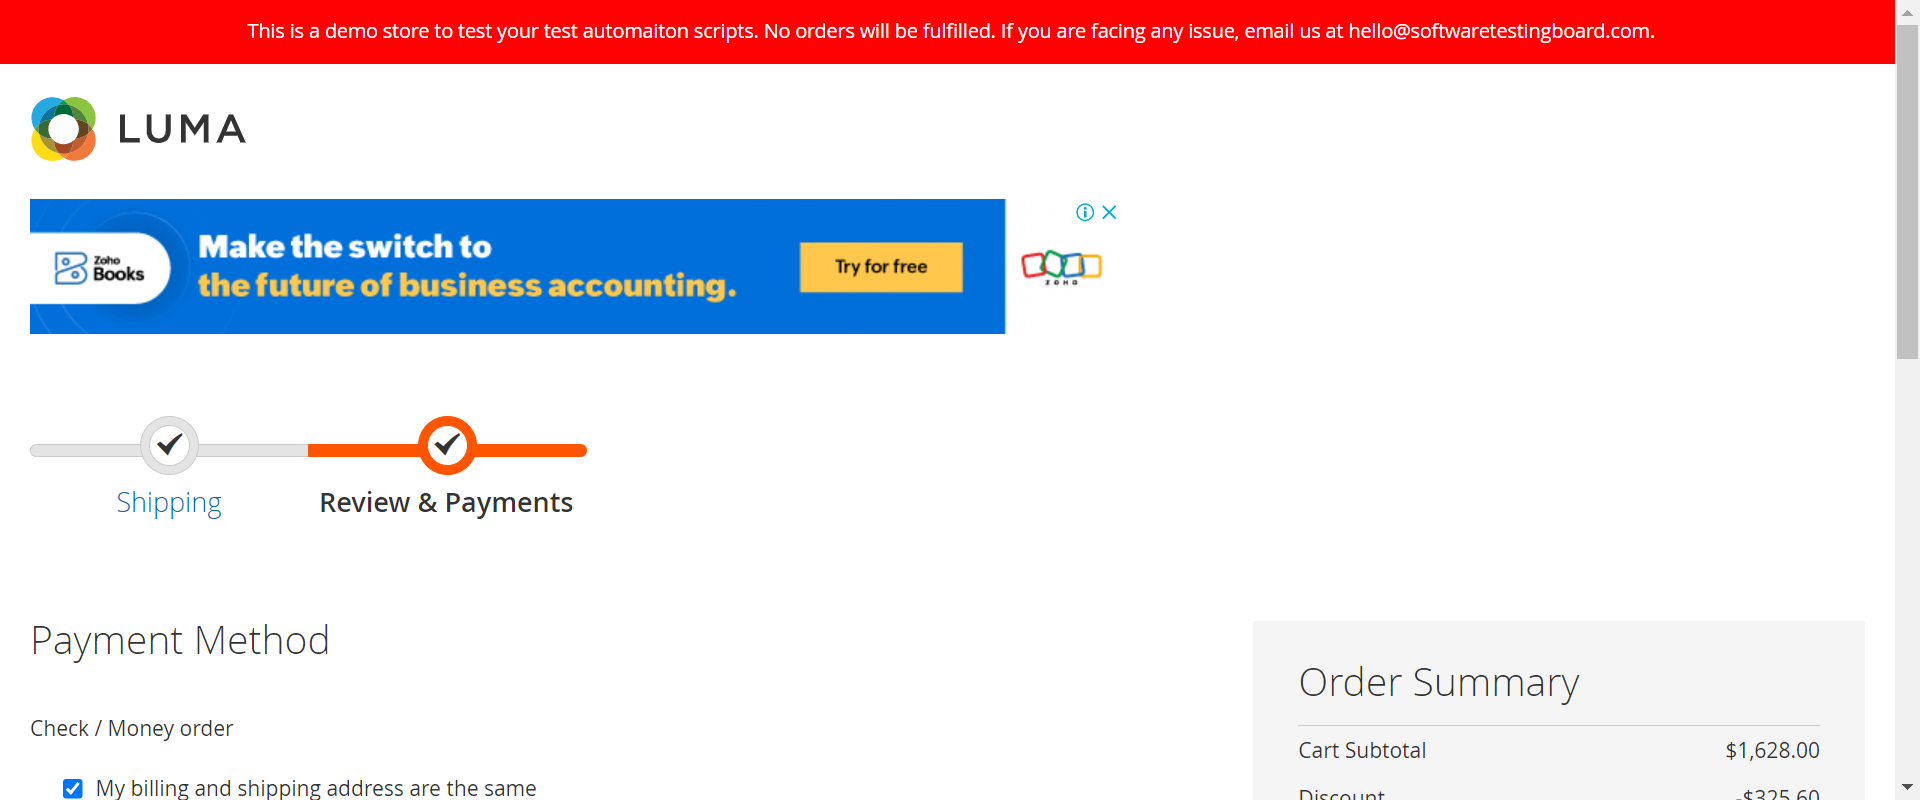 This is a demo store to test your test automaiton scripts. No orders will be fulfilled. If you are facing any issue, email us at hello@softwaretestingboard.com.
LUMA
Zoho
Books
Make the switch to
the future of business accounting.
Try for free
ZOHO
Shipping
Review & Payments
Payment Method
Order Summary
Check / Money order
Cart Subtotal $1,628.00
My billing and shipping address are the same
Discount -$325.60